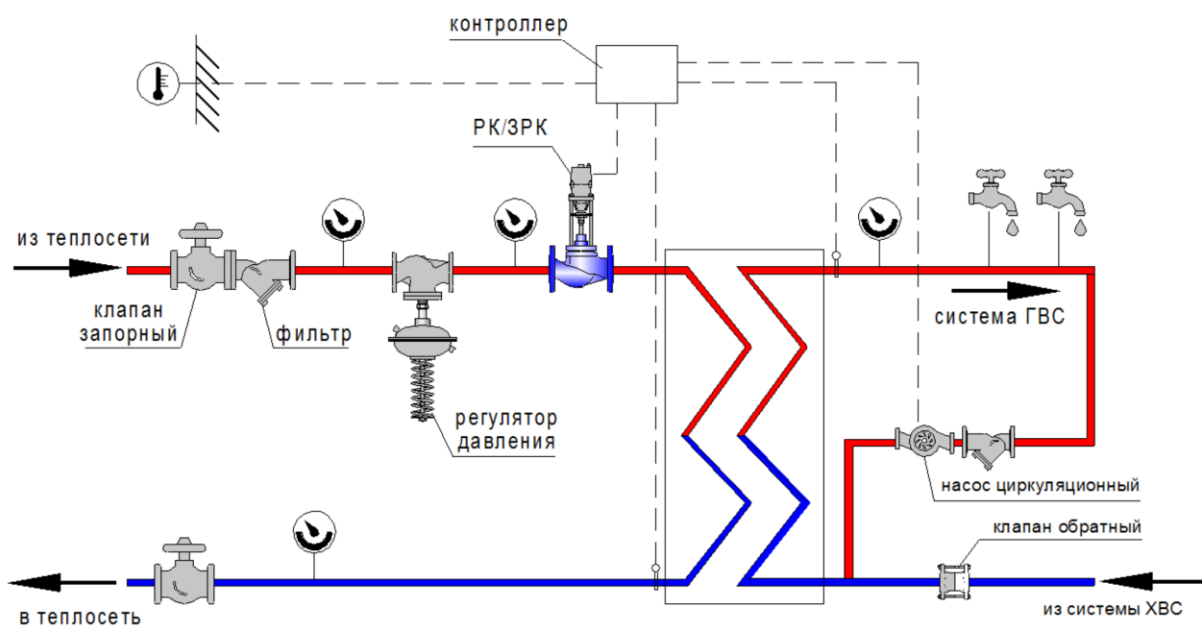 контроллер
РК/ЗРК
из теплосети
клапан
запорный
фильтр
регулятор
давления
система ГВС
насос циркуляционный
клапан обратный
в теплосеть
из системы ХВС